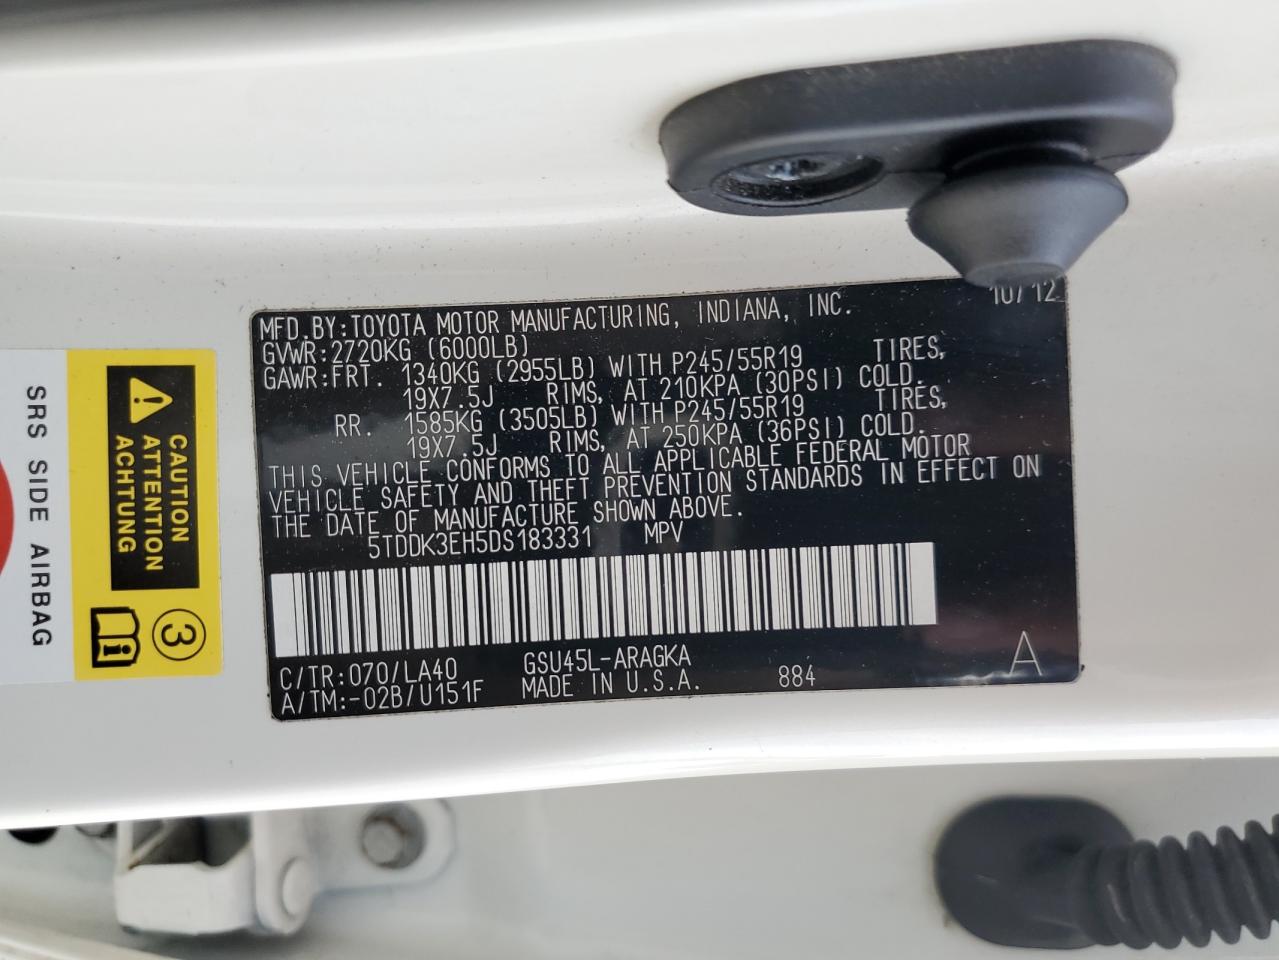 10/12
MFD.BY:TOYOTA MOTOR MANUFACTURING, INDIANA, INC.
GVWR:2720KG (6000LB)
GAWR:FRT. 1340KG (2955LB) WITH P245/55R19 TIRES,
19X7.5J RIMS, AT 210KPA (30PSI) COLD.
RR. 1585KG (3505LB) WITH P245/55R19 TIRES,
19X7.5J RIMS, AT 250KPA (36PSI) COLD.
THIS VEHICLE CONFORMS TO ALL APPLICABLE FEDERAL MOTOR
VEHICLE SAFETY AND THEFT PREVENTION STANDARDS IN EFFECT ON
THE DATE OF MANUFACTURE SHOWN ABOVE.
5TDDK3EH5DS183331 MPV
C/TR:070/LA40 GSU45L-ARAGKA
A/TM:-02B/U151F MADE IN U.S.A. 884 A
CAUTION
ATTENTION
ACHTUNG
3
SRS SIDE AIRBAG